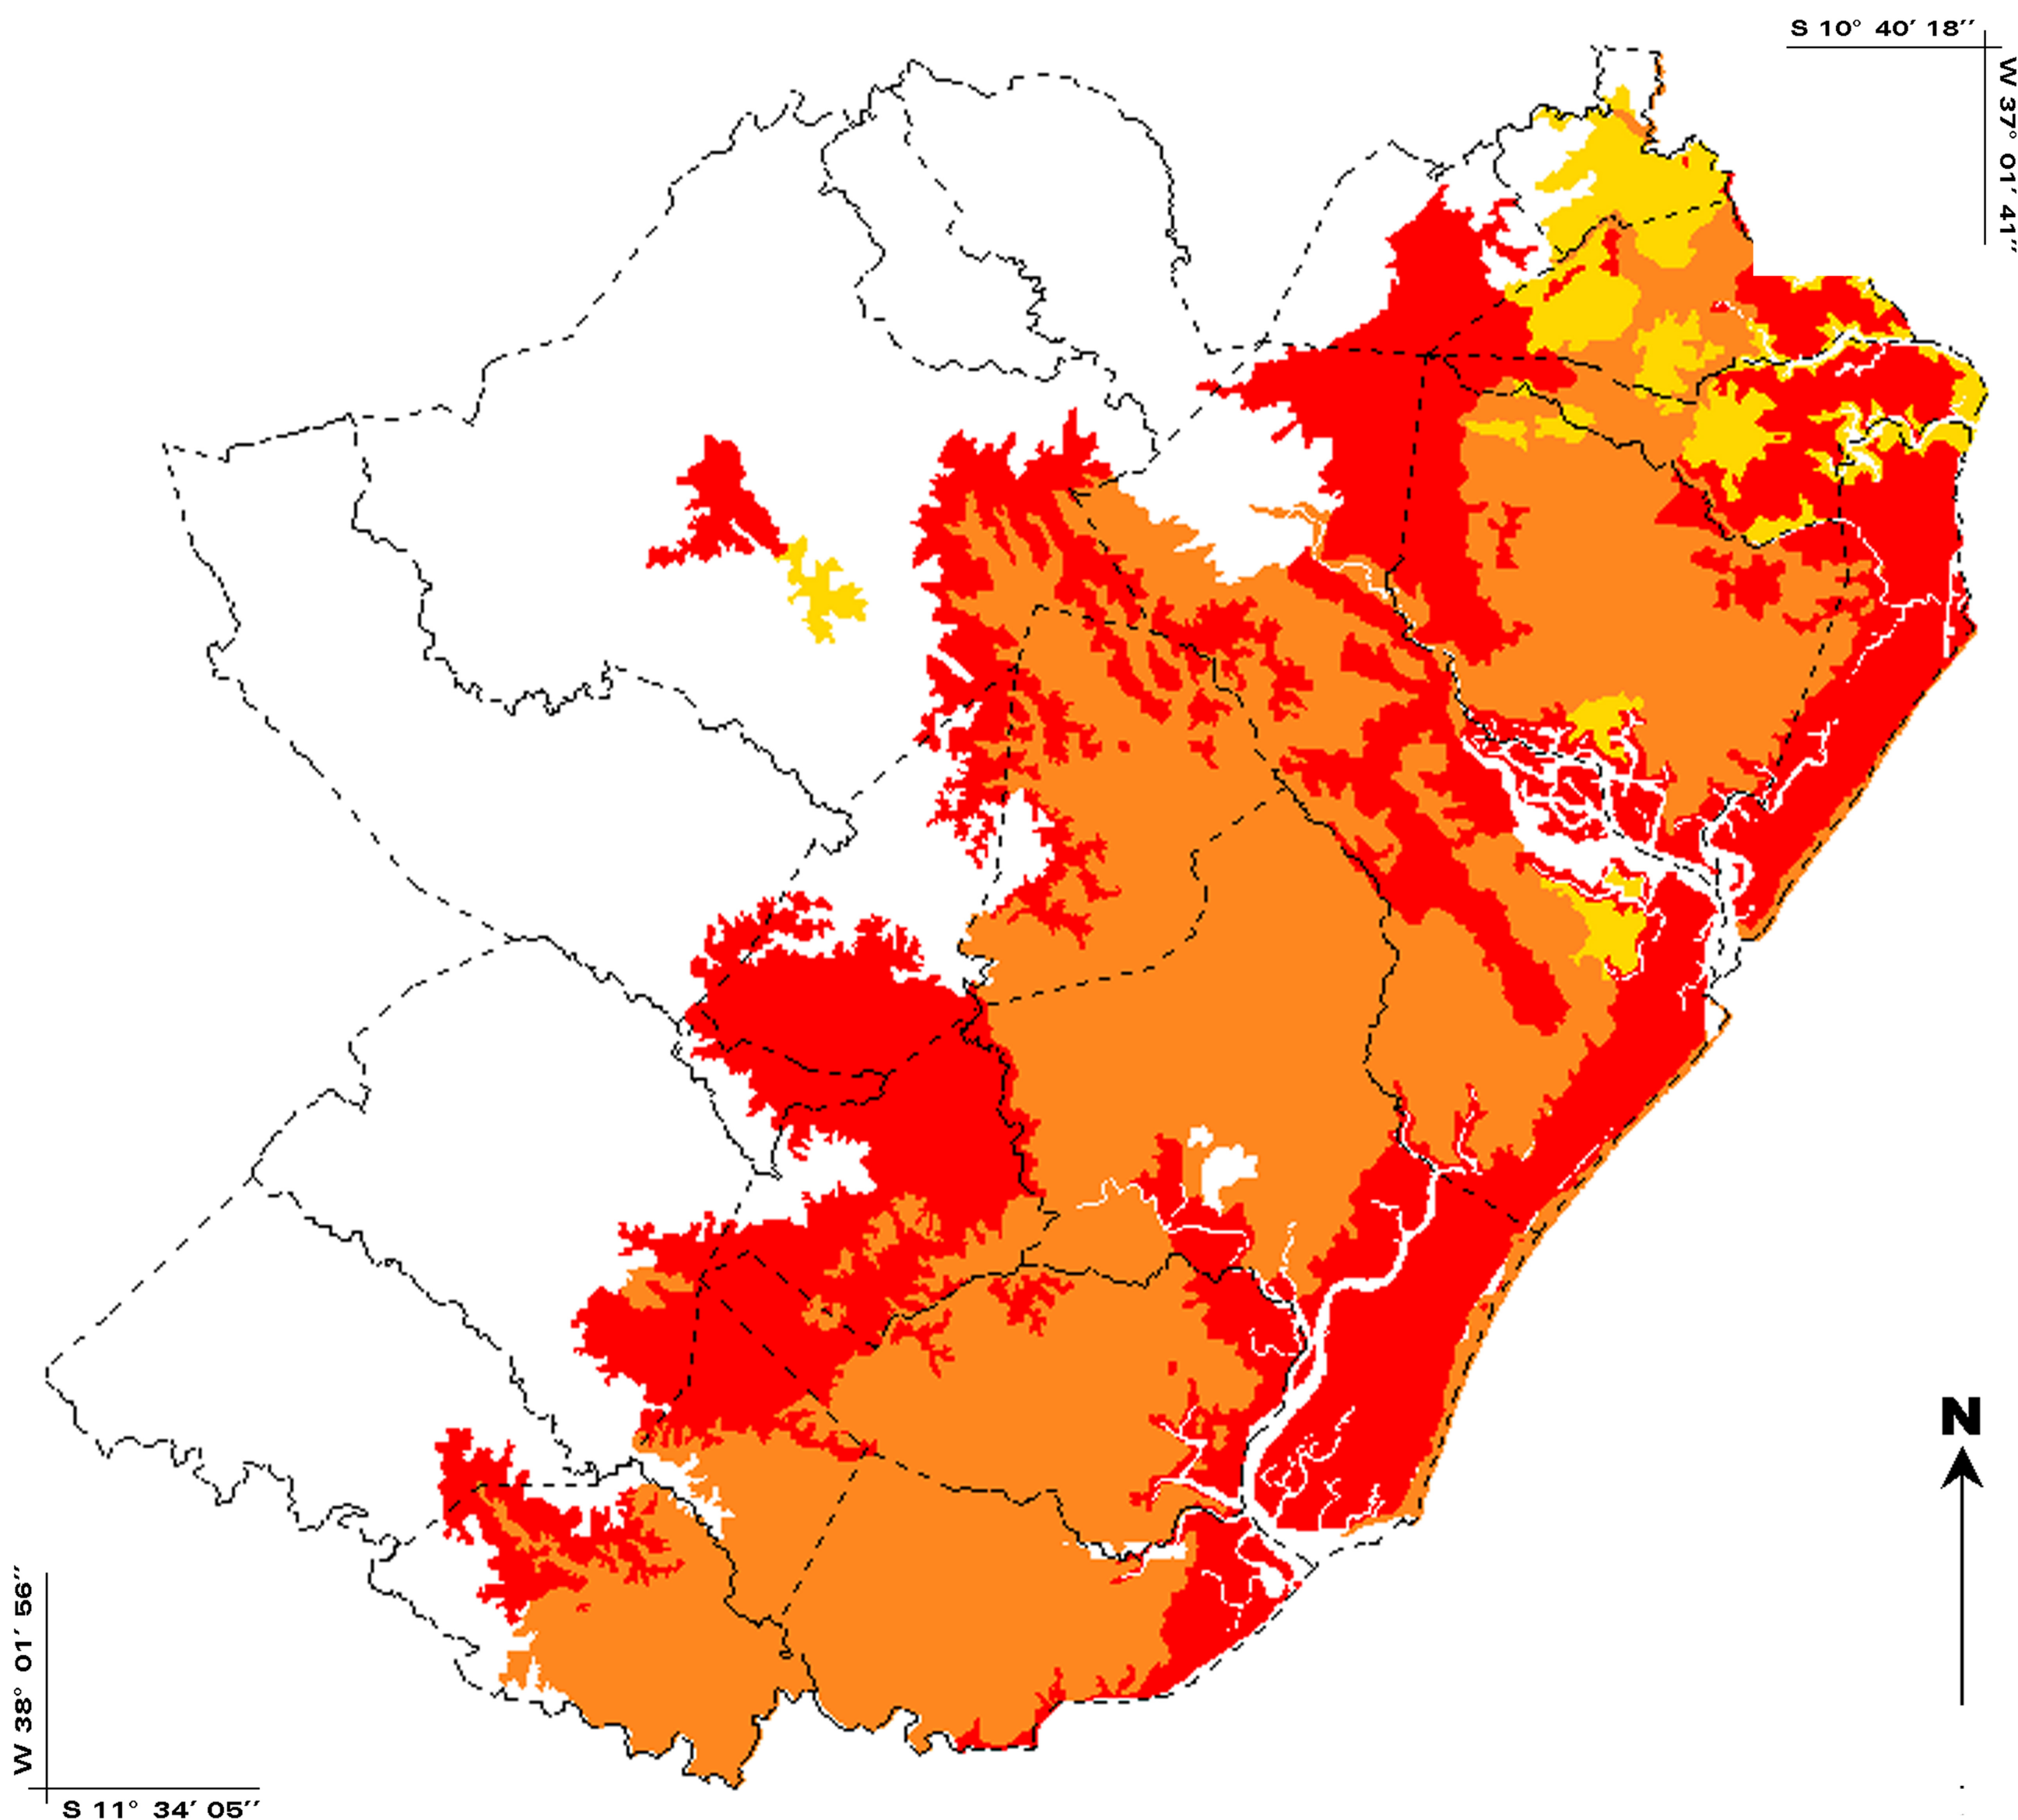 S 10° 40′ 18′′
W 37° 01′ 41′′
N
W 38° 01′ 56′′
S 11° 34′ 05′′